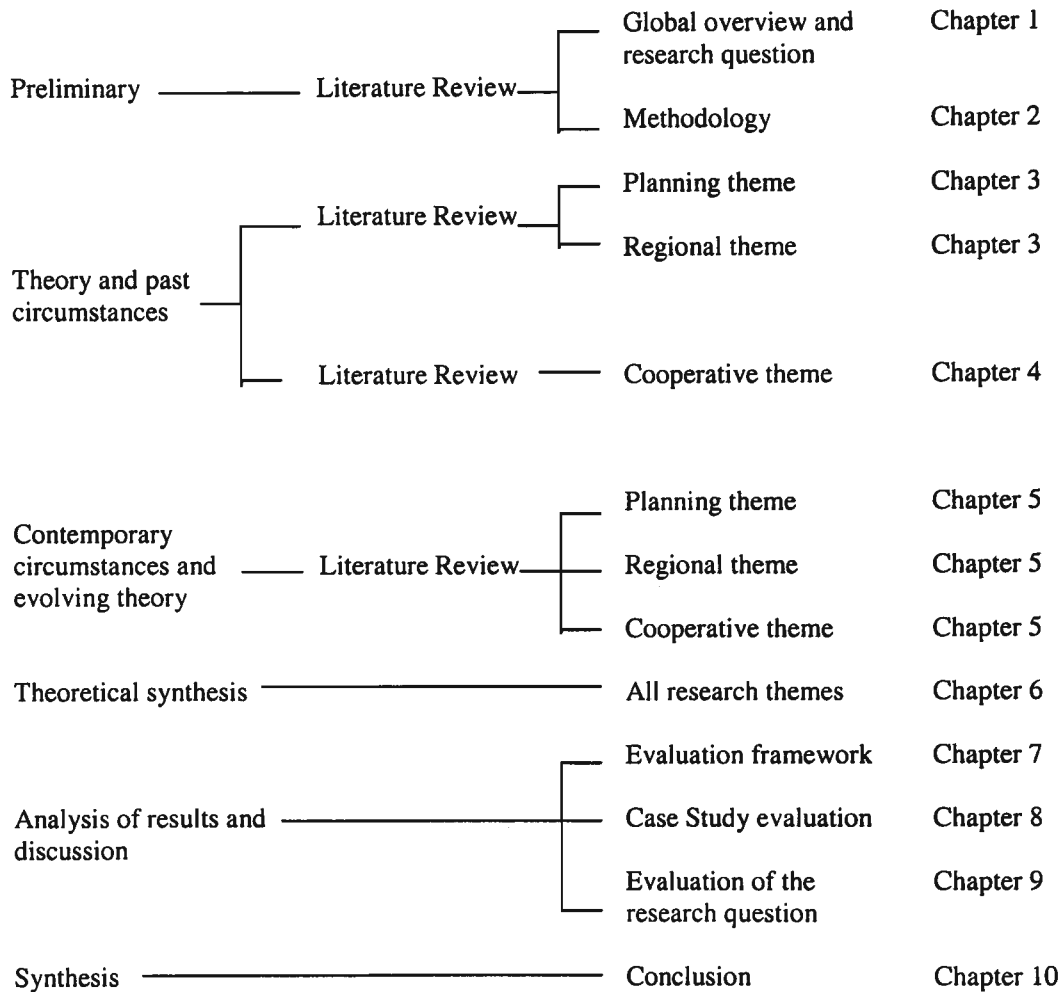 Global overview and Chapter 1
research question
Preliminary Literature Review
Methodology Chapter 2
Planning theme Chapter 3
Literature Review
Regional theme Chapter 3
Theory and past
circumstances
Literature Review Cooperative theme Chapter 4
Planning theme Chapter 5
Contemporary
circumstances and Literature Review Regional theme Chapter 5
evolving theory
Cooperative theme Chapter 5
Theoretical synthesis All research themes Chapter 6
Evaluation framework Chapter 7
Analysis of results and Case Study evaluation Chapter 8
discussion
Evaluation of the Chapter 9
research question
Synthesis Conclusion Chapter 10